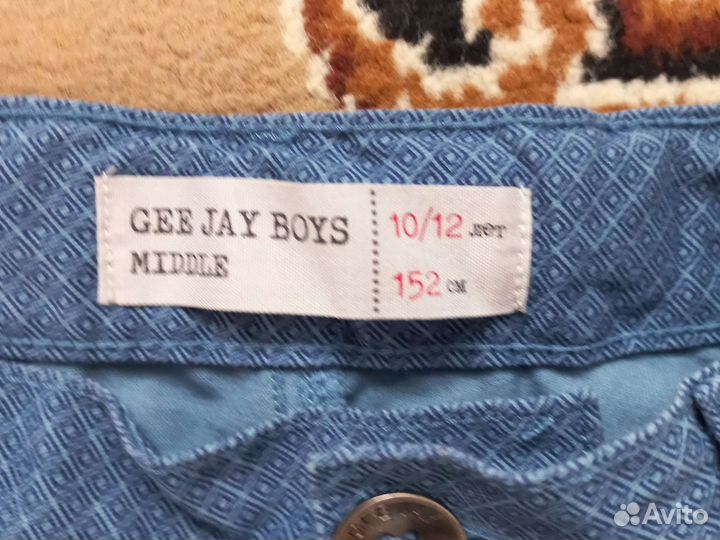 GEE JAY BOYS
MIDDLE
10/12 лет
152 см
Avito